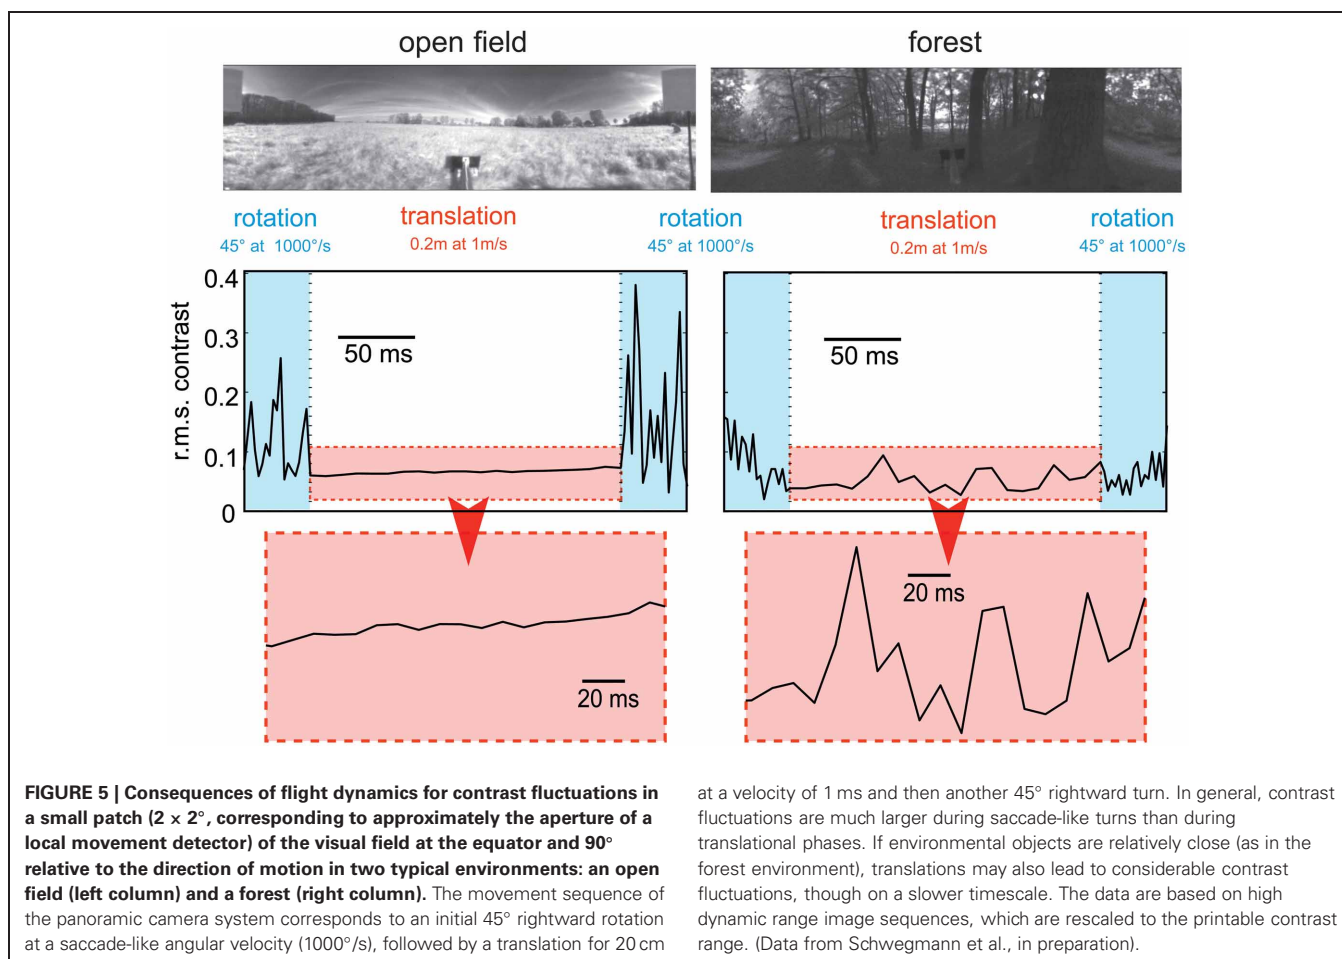 open field
forest
rotation
45° at 1000°/s
translation
0.2m at 1m/s
rotation
45° at 1000°/s
translation
0.2m at 1m/s
rotation
45° at 1000°/s
r.m.s. contrast
0.4
0.3
0.2
0.1
0
50 ms
50 ms
20 ms
20 ms
FIGURE 5 | Consequences of flight dynamics for contrast fluctuations in
a small patch (2 × 2°, corresponding to approximately the aperture of a
local movement detector) of the visual field at the equator and 90°
relative to the direction of motion in two typical environments: an open
field (left column) and a forest (right column). The movement sequence of
the panoramic camera system corresponds to an initial 45° rightward rotation
at a saccade-like angular velocity (1000°/s), followed by a translation for 20 cm
at a velocity of 1 ms and then another 45° rightward turn. In general, contrast
fluctuations are much larger during saccade-like turns than during
translational phases. If environmental objects are relatively close (as in the
forest environment), translations may also lead to considerable contrast
fluctuations, though on a slower timescale. The data are based on high
dynamic range image sequences, which are rescaled to the printable contrast
range. (Data from Schwegmann et al., in preparation).